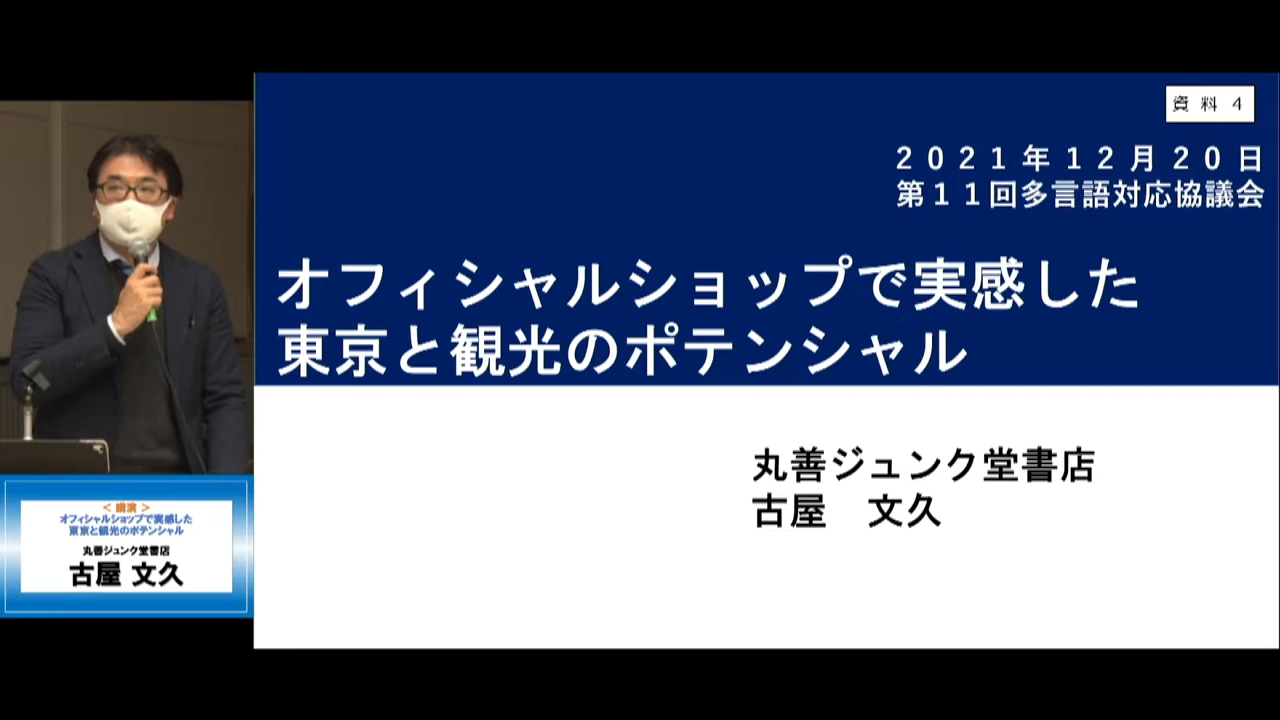 資料４
２０２１年１２月２０日
第１１回多言語対応協議会
オフィシャルショップで実感した
東京と観光のポテンシャル
丸善ジュンク堂書店
古屋　文久
＜講演＞
オフィシャルショップで実感した
東京と観光のポテンシャル
丸善ジュンク堂書店
古屋 文久